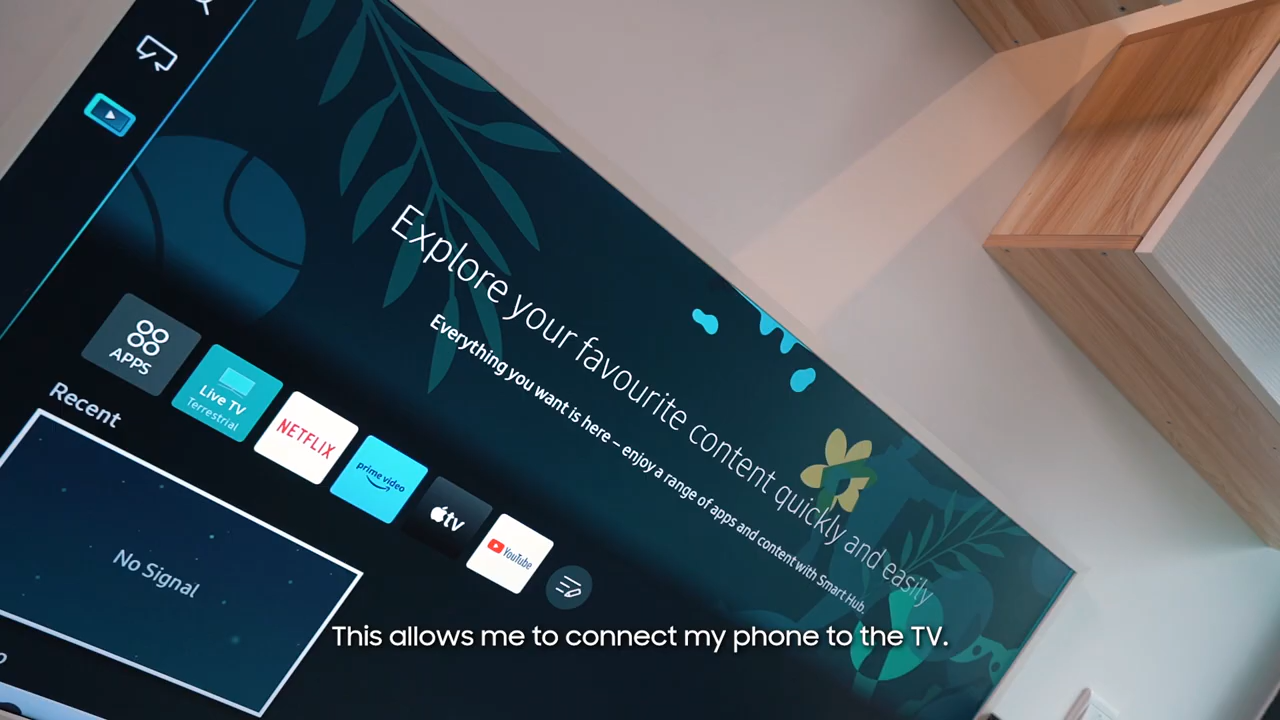 Explore your favourite content quickly and easily
Everything you want is here – enjoy a range of apps and content with Smart Hub.
APPS
Live TV
Terrestrial
NETFLIX
prime video
tv
YouTube
Recent
No Signal
This allows me to connect my phone to the TV.